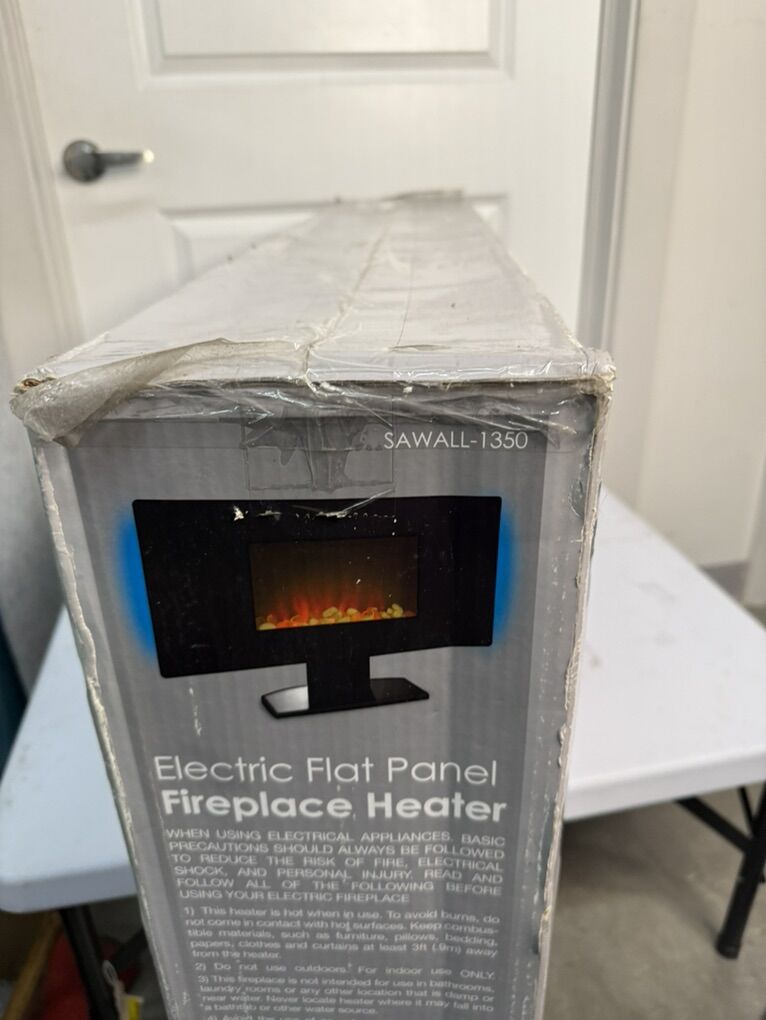 SAWALL-1350
Electric Flat Panel
Fireplace Heater
WHEN USING ELECTRICAL APPLIANCES, BASIC
PRECAUTIONS SHOULD ALWAYS BE FOLLOWED
TO REDUCE THE RISK OF FIRE, ELECTRICAL
SHOCK, AND PERSONAL INJURY. READ AND
FOLLOW ALL OF THE FOLLOWING BEFORE
USING YOUR ELECTRIC FIREPLACE
1) This heater is hot when in use. To avoid burns, do
not come in contact with hot surfaces. Keep combus-
tible materials, such as furniture, pillows, bedding,
papers, clothes and curtains at least 3ft (.9m) away
from the heater.
2) Do not use outdoors. For indoor use ONLY.
3) This fireplace is not intended for use in bathrooms,
laundry rooms or any other location that is damp or
near water. Never locate heater where it may fall into
a bathtub or other water source.
4) Avoid the use of